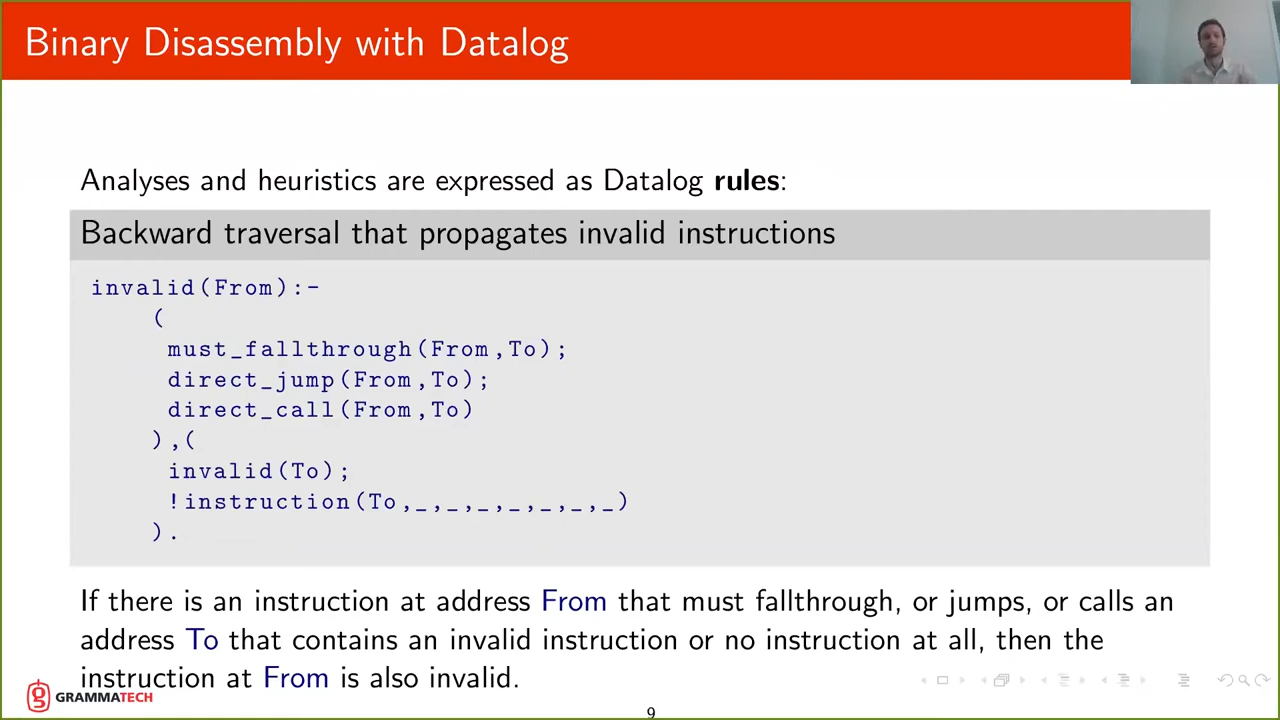 Binary Disassembly with Datalog
Analyses and heuristics are expressed as Datalog rules:
Backward traversal that propagates invalid instructions
invalid(From):-
(
must_fallthrough(From,To);
direct_jump(From,To);
direct_call(From,To)
),(
invalid(To);
!instruction(To,_,_,_,_,_,_,_)
).
If there is an instruction at address From that must fallthrough, or jumps, or calls an
address To that contains an invalid instruction or no instruction at all, then the
instruction at From is also invalid.
GRAMMATECH
9